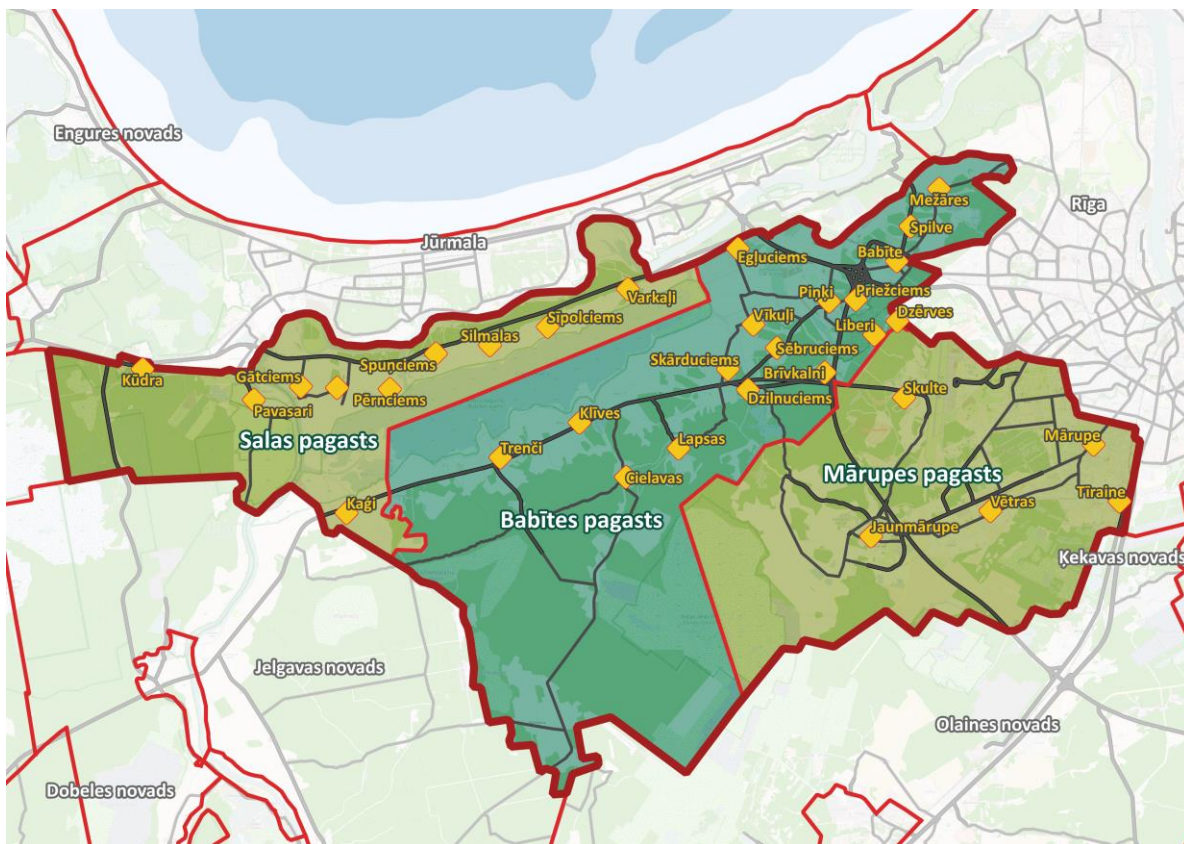 Engures novads
Rīga
Jūrmala
Mežāres
Spilve
Babīte
Egļuciems
Varkaļi
Piņķi
Priežciems
Dzērves
Sīpolciems
Vīkuļi
Liberi
Silmalas
Sēbruciems
Spuņciems
Skārduciems
Brīvkalni
Kūdra
Gātciems
Pērnciems
Dzilnuciems
Skulte
Pavasari
Klīves
Salas pagasts
Lapsas
Mārupe
Trenči
Mārupes pagasts
Cielavas
Tīraine
Vētras
Kaģi
Babītes pagasts
Jaunmārupe
Ķekavas novads
Jelgavas novads
Olaines novads
Dobeles novads